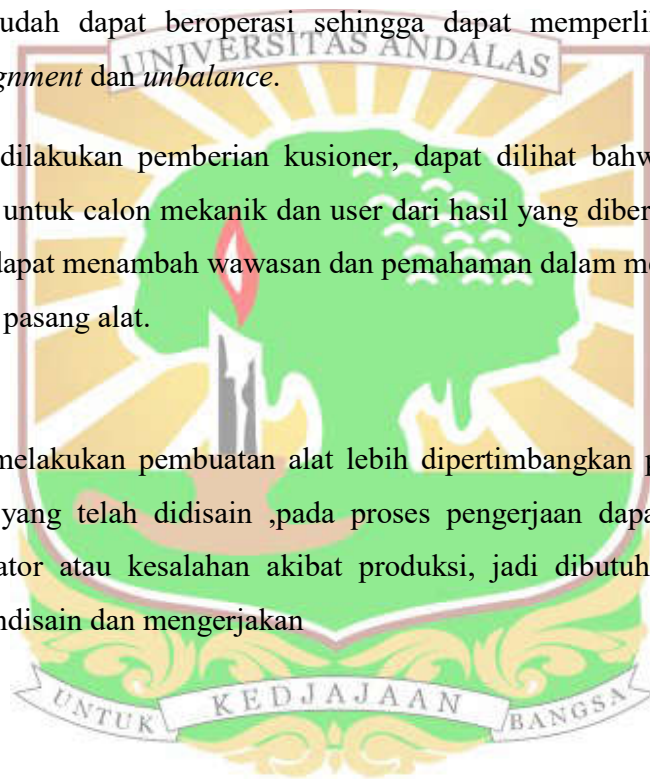 udah dapat beroperasi sehingga dapat memperli
UNIVERSITAS ANDALAS
gnment dan unbalance.
dilakukan pemberian kusioner, dapat dilihat bahw
untuk calon mekanik dan user dari hasil yang diber
dapat menambah wawasan dan pemahaman dalam me
pasang alat.
melakukan pembuatan alat lebih dipertimbangkan p
yang telah didisain ,pada proses pengerjaan dapa
ator atau kesalahan akibat produksi, jadi dibutuh
ndisain dan mengerjakan
UNTUK KEDJAJAAN BANGSA